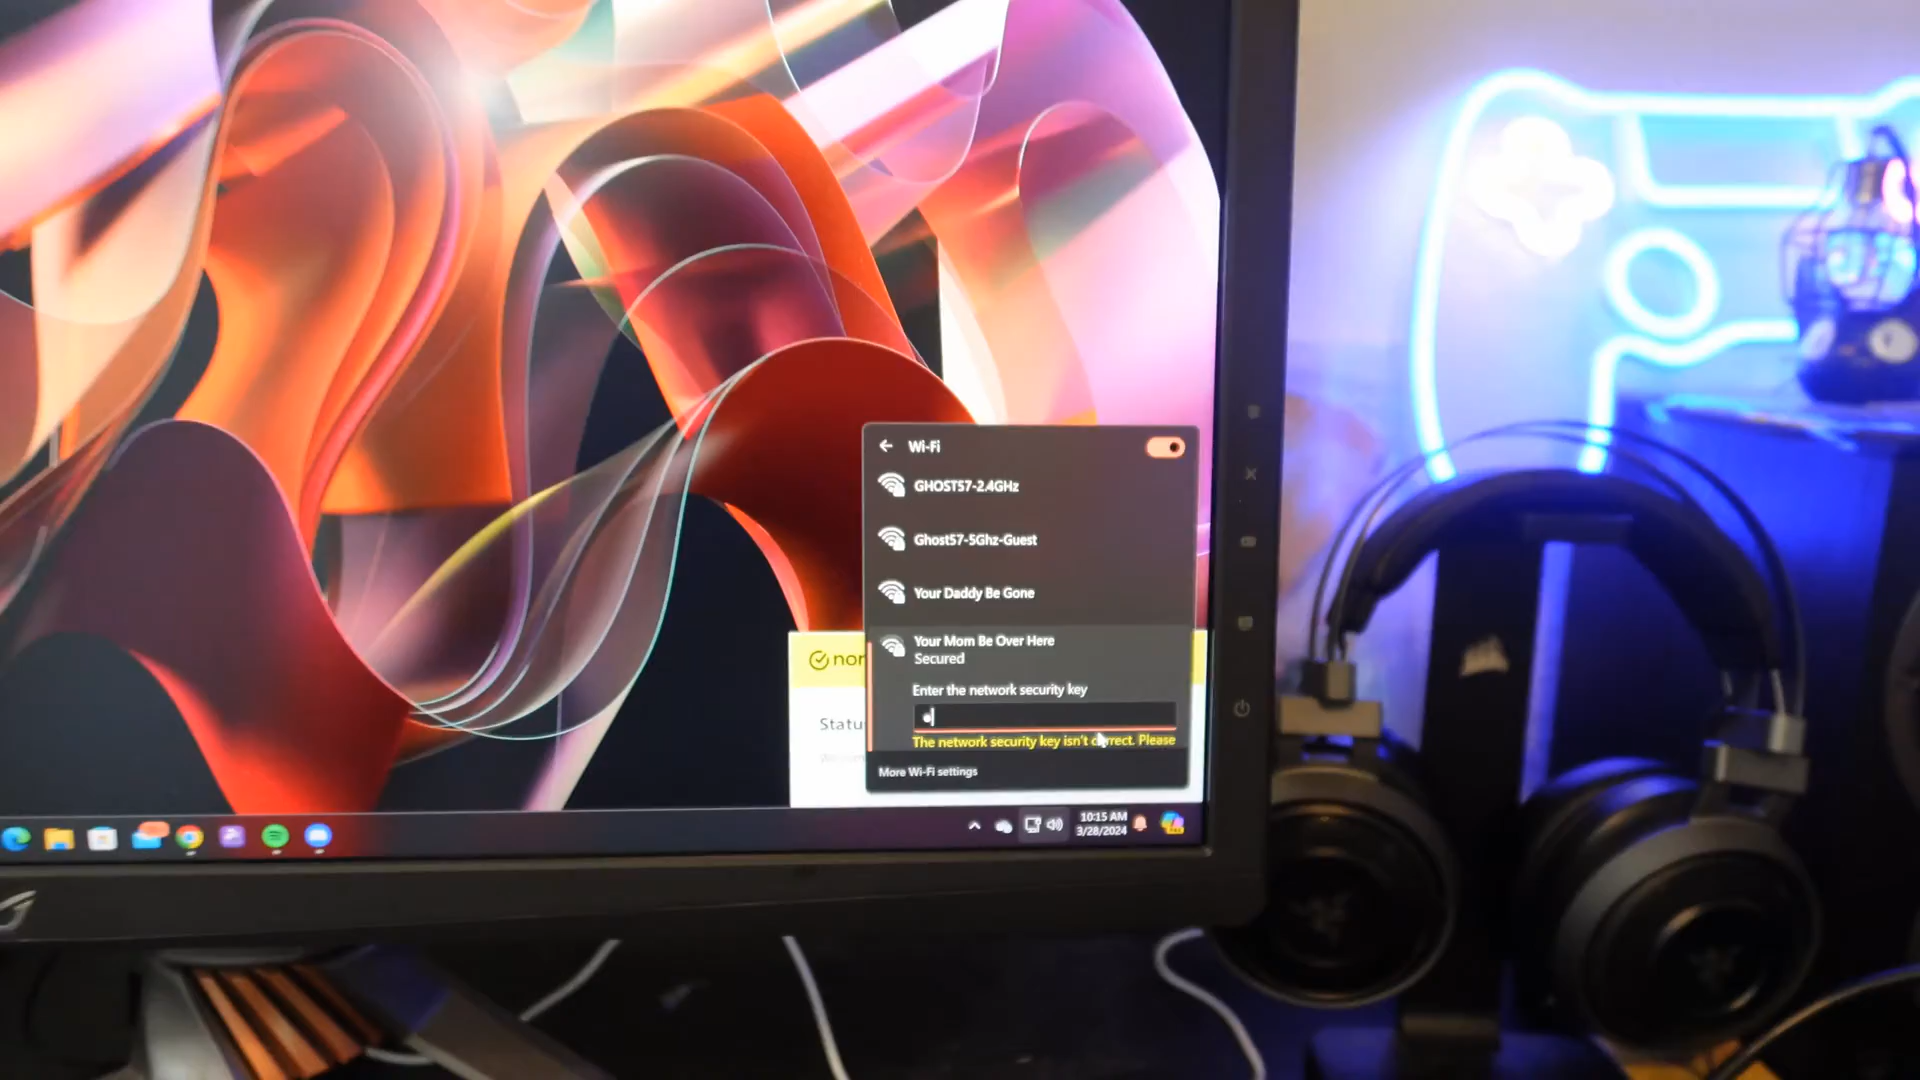 Wi-Fi
GHOST57-2.4GHz
Ghost57-5Ghz-Guest
Your Daddy Be Gone
Your Mom Be Over Here
Secured
Enter the network security key
The network security key isn't correct. Please
More Wi-Fi settings
nor
Statu
10:15 AM
3/28/2024